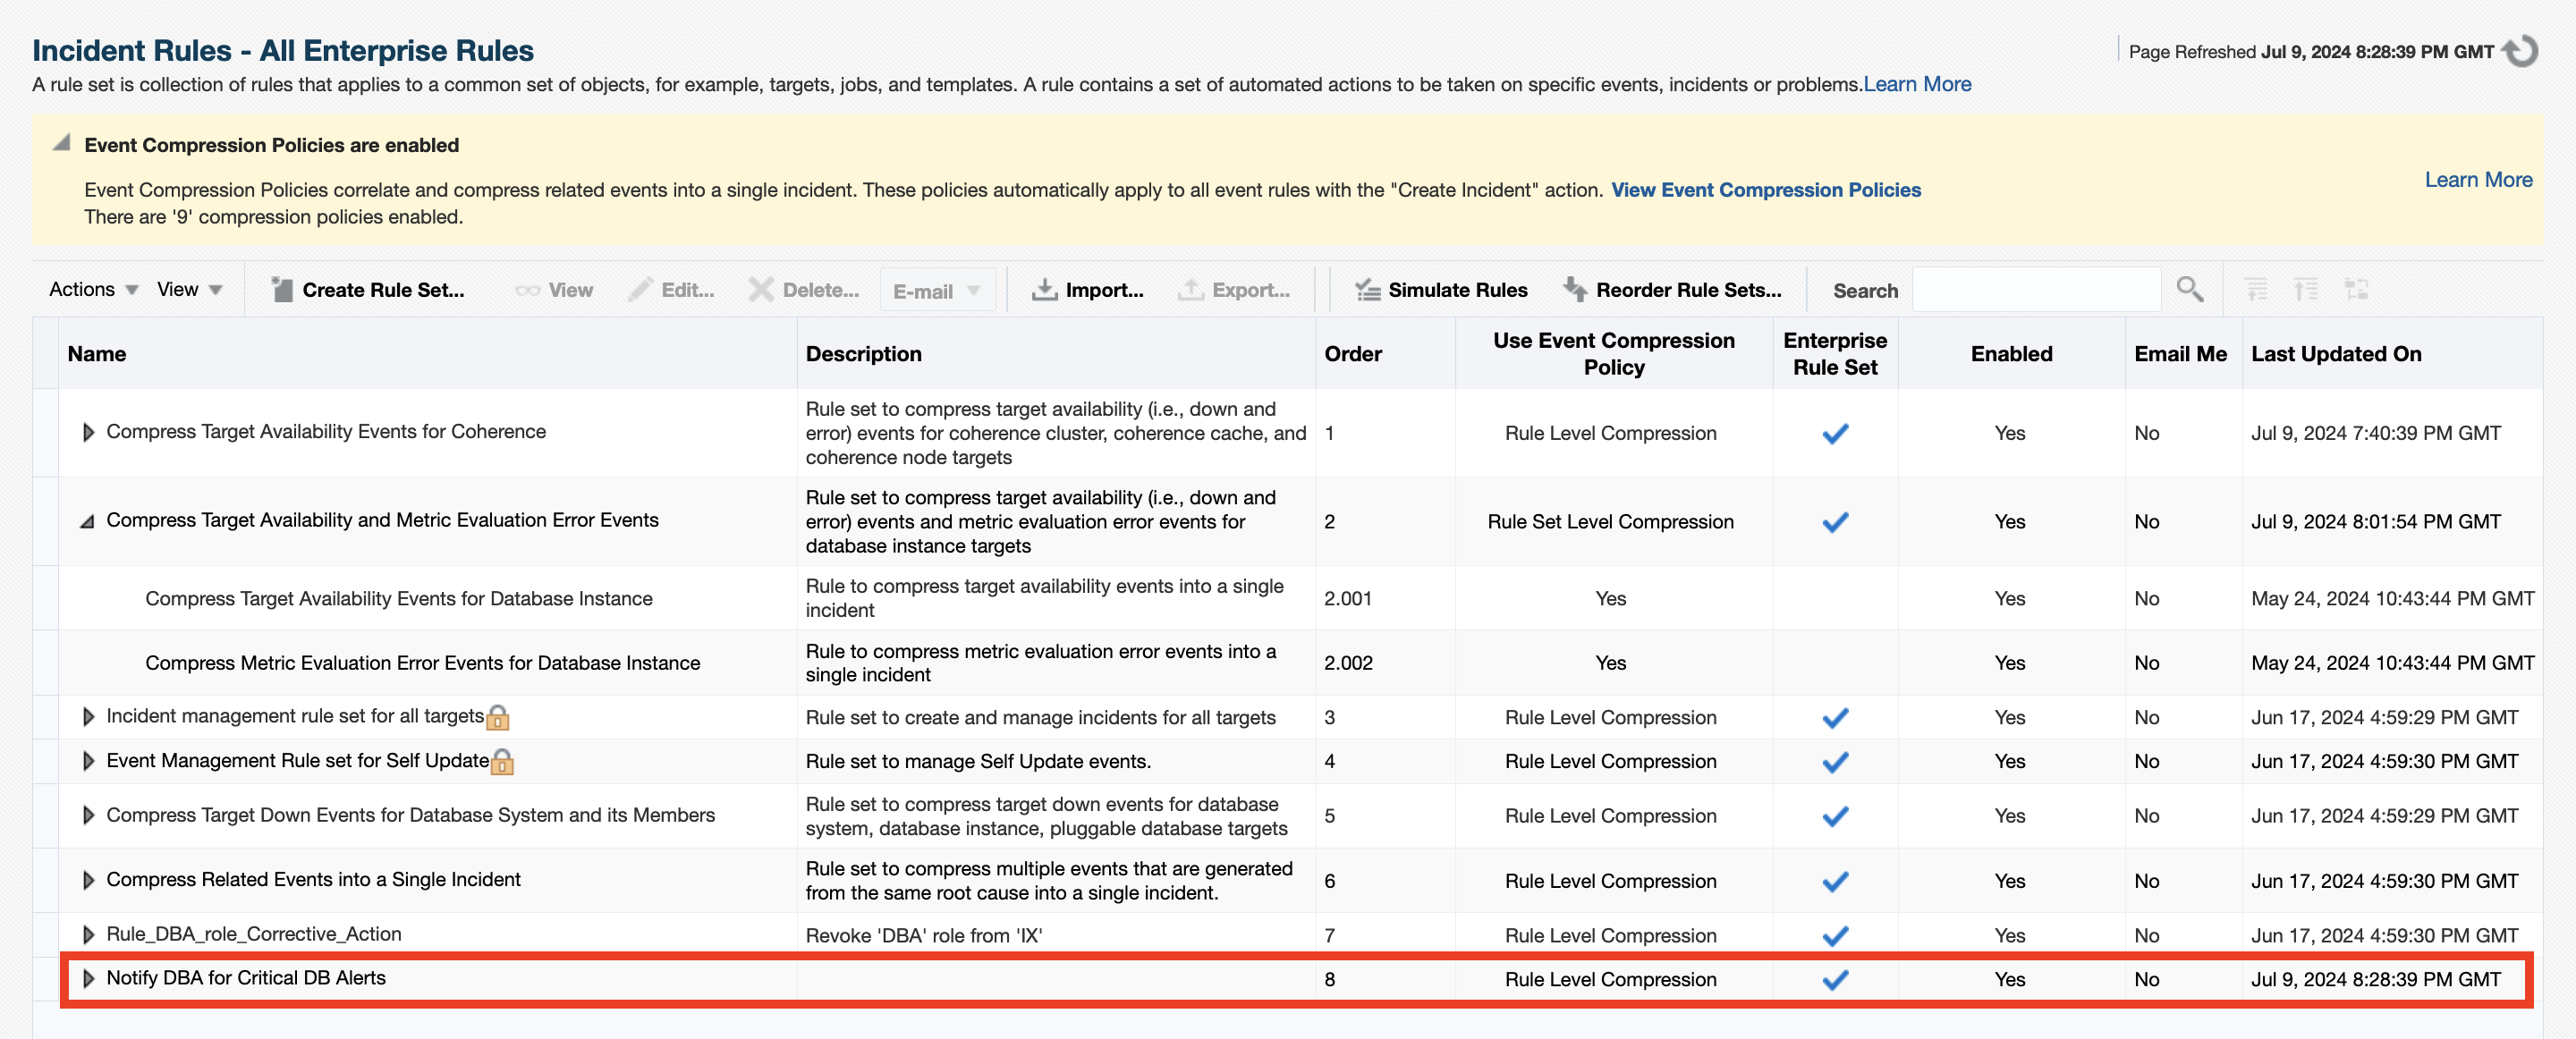 Incident Rules - All Enterprise Rules
Page Refreshed Jul 9, 2024 8:28:39 PM GMT
A rule set is collection of rules that applies to a common set of objects, for example, targets, jobs, and templates. A rule contains a set of automated actions to be taken on specific events, incidents or problems.Learn More
Event Compression Policies are enabled
Event Compression Policies correlate and compress related events into a single incident. These policies automatically apply to all event rules with the "Create Incident" action. View Event Compression Policies
Learn More
There are '9' compression policies enabled.
Actions View Create Rule Set... View Edit... Delete... E-mail Import... Export... Simulate Rules Reorder Rule Sets... Search
Name Description Order Use Event Compression Policy Enterprise Rule Set Enabled Email Me Last Updated On
Compress Target Availability Events for Coherence
Rule set to compress target availability (i.e., down and
error) events for coherence cluster, coherence cache, and
coherence node targets
1 Rule Level Compression Yes No Jul 9, 2024 7:40:39 PM GMT
Compress Target Availability and Metric Evaluation Error Events
Rule set to compress target availability (i.e., down and
error) events and metric evaluation error events for
database instance targets
2 Rule Set Level Compression Yes No Jul 9, 2024 8:01:54 PM GMT
Compress Target Availability Events for Database Instance
Rule to compress target availability events into a single
incident
2.001 Yes Yes No May 24, 2024 10:43:44 PM GMT
Compress Metric Evaluation Error Events for Database Instance
Rule to compress metric evaluation error events into a
single incident
2.002 Yes Yes No May 24, 2024 10:43:44 PM GMT
Incident management rule set for all targets Rule set to create and manage incidents for all targets 3 Rule Level Compression Yes No Jun 17, 2024 4:59:29 PM GMT
Event Management Rule set for Self Update Rule set to manage Self Update events. 4 Rule Level Compression Yes No Jun 17, 2024 4:59:30 PM GMT
Compress Target Down Events for Database System and its Members
Rule set to compress target down events for database
system, database instance, pluggable database targets
5 Rule Level Compression Yes No Jun 17, 2024 4:59:29 PM GMT
Compress Related Events into a Single Incident
Rule set to compress multiple events that are generated
from the same root cause into a single incident.
6 Rule Level Compression Yes No Jun 17, 2024 4:59:30 PM GMT
Rule_DBA_role_Corrective_Action Revoke 'DBA' role from 'IX' 7 Rule Level Compression Yes No Jun 17, 2024 4:59:30 PM GMT
Notify DBA for Critical DB Alerts 8 Rule Level Compression Yes No Jul 9, 2024 8:28:39 PM GMT